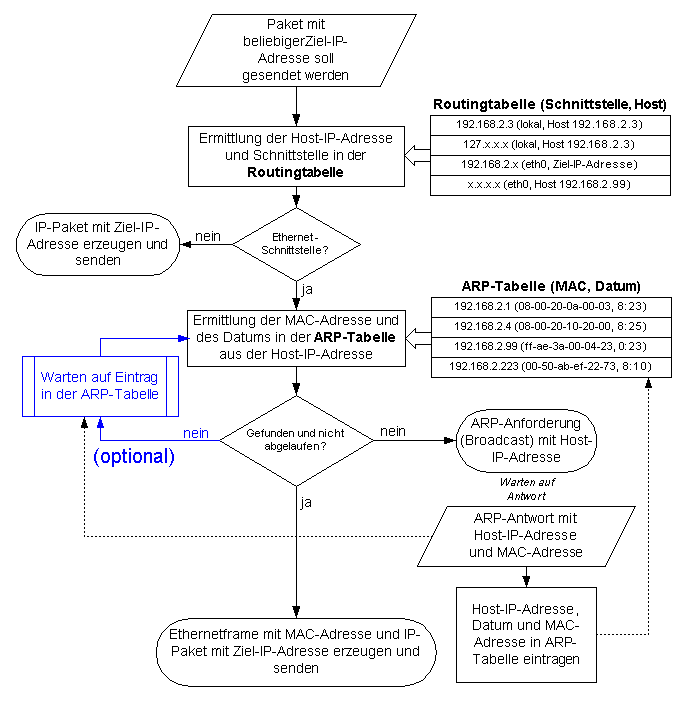 Paket mit
beliebigerZiel-IP-
Adresse soll
gesendet werden
Routingtabelle (Schnittstelle, Host)
192.168.2.3 (lokal, Host 192.168.2.3)
127.x.x.x (lokal, Host 192.168.2.3)
192.168.2.x (eth0, Ziel-IP-Adresse)
x.x.x.x (eth0, Host 192.168.2.99)
Ermittlung der Host-IP-Adresse
und Schnittstelle in der
Routingtabelle
IP-Paket mit Ziel-IP-
Adresse erzeugen und
senden
nein
Ethernet-
Schnittstelle?
ja
ARP-Tabelle (MAC, Datum)
192.168.2.1 (08-00-20-0a-00-03, 8:23)
192.168.2.4 (08-00-20-10-20-00, 8:25)
192.168.2.99 (ff-ae-3a-00-04-23, 0:23)
192.168.2.223 (00-50-ab-ef-22-73, 8:10)
Ermittlung der MAC-Adresse und
des Datums in der ARP-Tabelle
aus der Host-IP-Adresse
Warten auf Eintrag
in der ARP-Tabelle
nein
(optional)
Gefunden und nicht
abgelaufen?
nein
ja
ARP-Anforderung
(Broadcast) mit Host-
IP-Adresse
Warten auf
Antwort
ARP-Antwort mit
Host-IP-Adresse
und MAC-Adresse
Host-IP-Adresse,
Datum und MAC-
Adresse in ARP-
Tabelle eintragen
Ethernetframe mit MAC-Adresse und IP-
Paket mit Ziel-IP-Adresse erzeugen und
senden